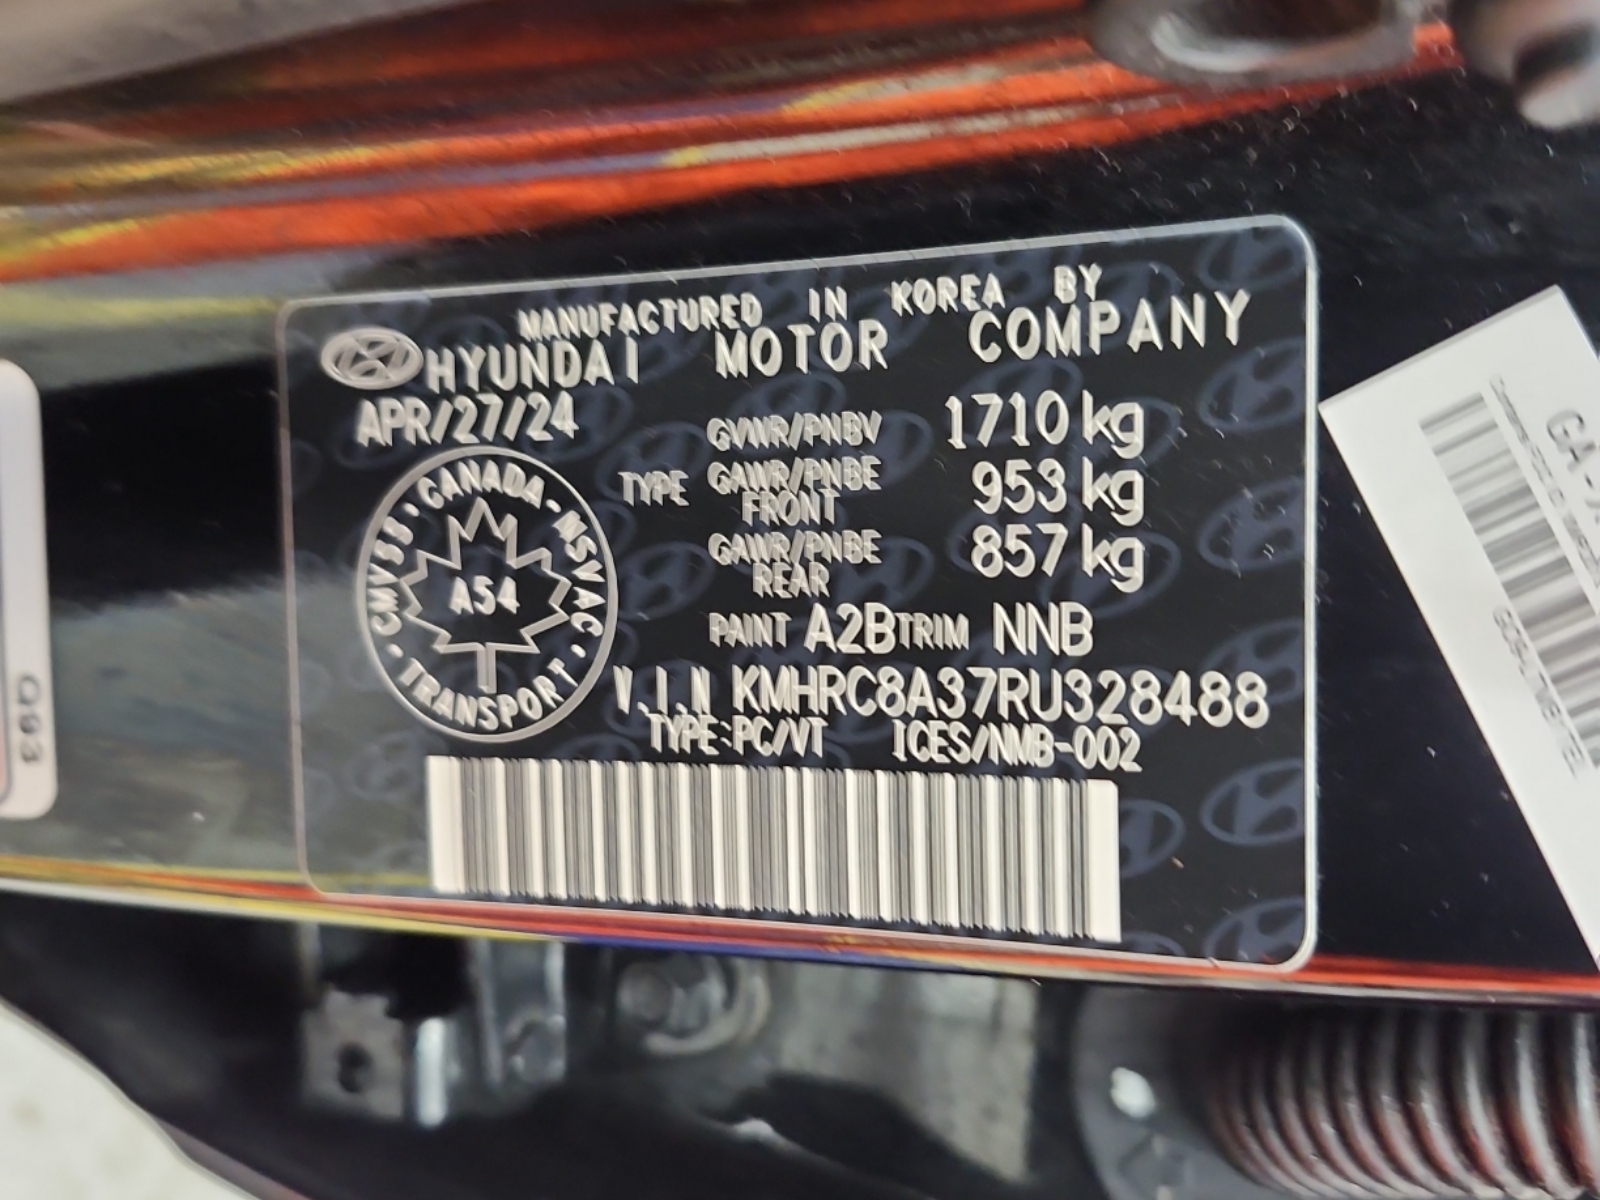 MANUFACTURED IN KOREA BY
HYUNDAI MOTOR COMPANY
APR/27/24
GVWR/PNBV 1710 kg
TYPE GAWR/PNBE FRONT 953 kg
GAWR/PNBE REAR 857 kg
CMVSS · CANADA · NSVAC · TRANSPORT ·
A54
PAINT A2B TRIM NNB
V.I.N KMHRC8A37RU328488
TYPE:PC/VT ICES/NMB-002
Q93